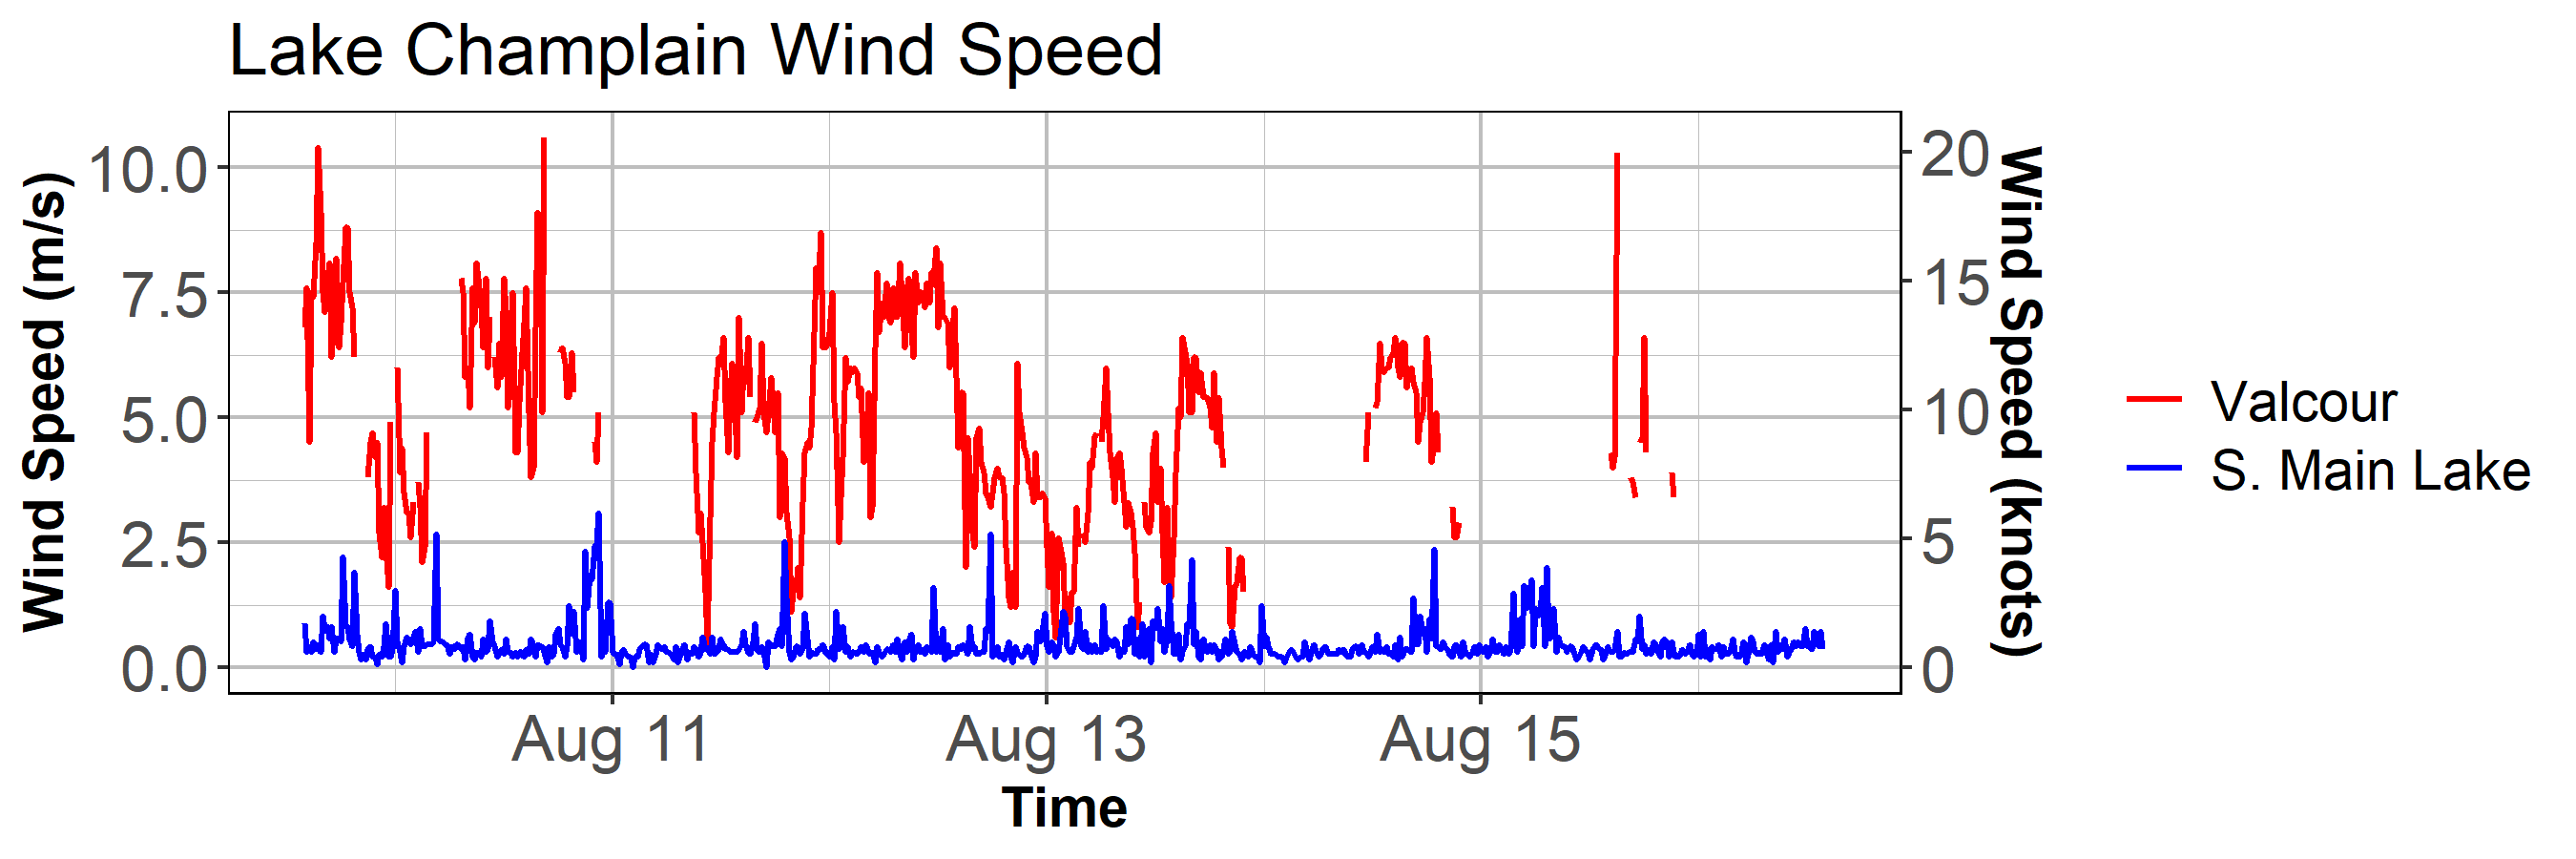 Lake Champlain Wind Speed
Wind Speed (m/s)
10.0
7.5
5.0
2.5
0.0
20
15
10
5
0
Wind Speed (knots)
Aug 11
Aug 13
Aug 15
Time
Valcour
S. Main Lake